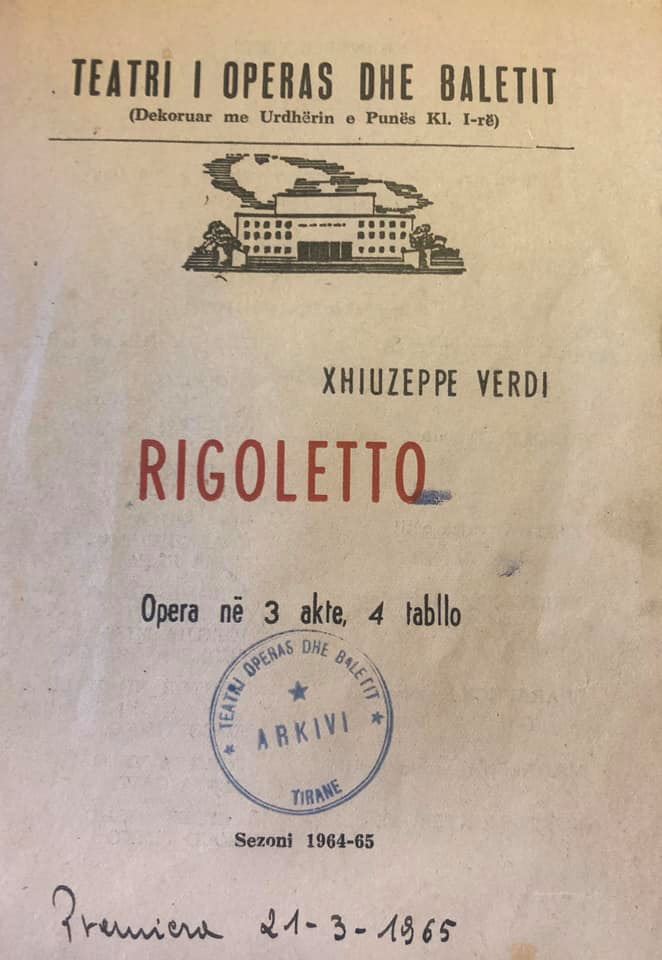 TEATRI I OPERAS DHE BALETIT
(Dekoruar me Urdhërin e Punës Kl. I-rë)
XHIUZEPPE VERDI
RIGOLETTO
Opera në 3 akte, 4 tabllo
TEATRI OPERAS DHE BALETIT
ARKIVI
TIRANE
Sezoni 1964-65
Premiera 21-3-1965